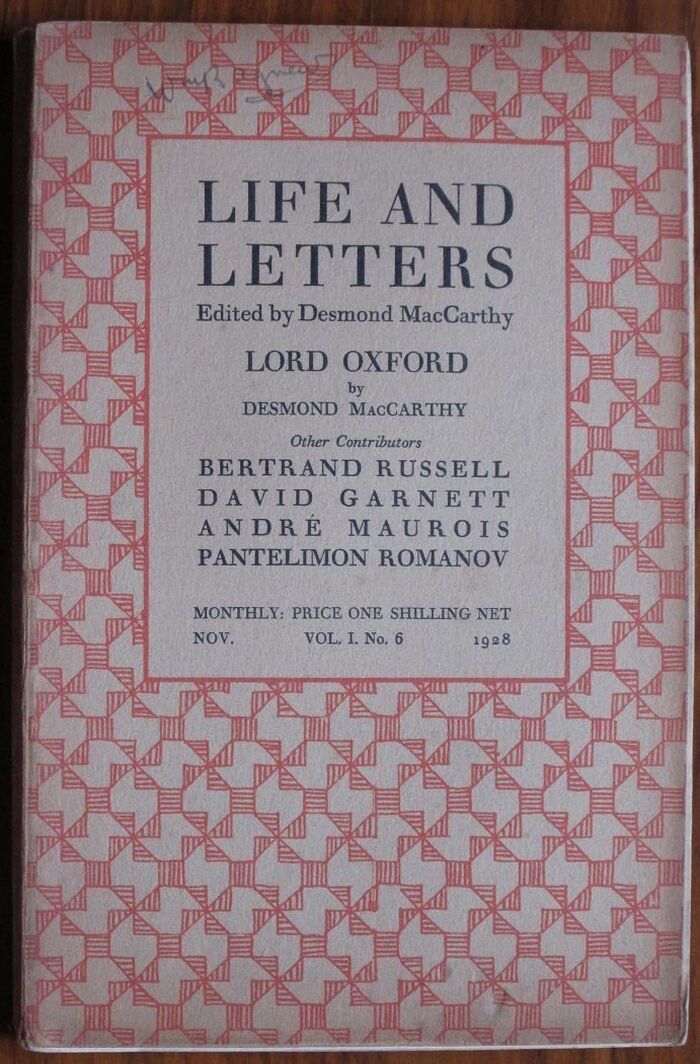 LIFE AND
LETTERS
Edited by Desmond MacCarthy
LORD OXFORD
by
DESMOND MacCARTHY
Other Contributors
BERTRAND RUSSELL
DAVID GARNETT
ANDRÉ MAUROIS
PANTELIMON ROMANOV
MONTHLY: PRICE ONE SHILLING NET
NOV. VOL. I. No. 6 1928